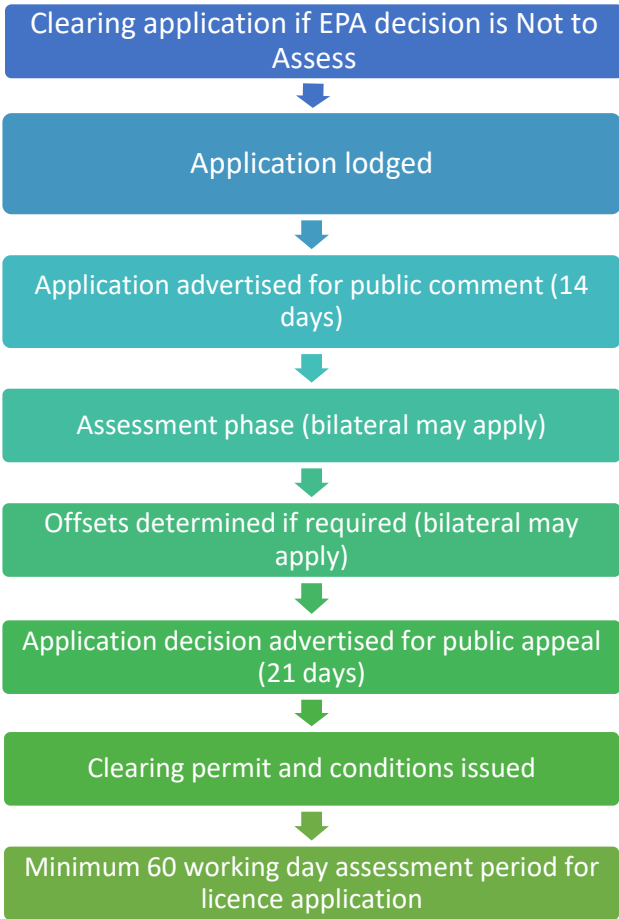 Clearing application if EPA decision is Not to
Assess
Application lodged
Application advertised for public comment (14
days)
Assessment phase (bilateral may apply)
Offsets determined if required (bilateral may
apply)
Application decision advertised for public appeal
(21 days)
Clearing permit and conditions issued
Minimum 60 working day assessment period for
licence application